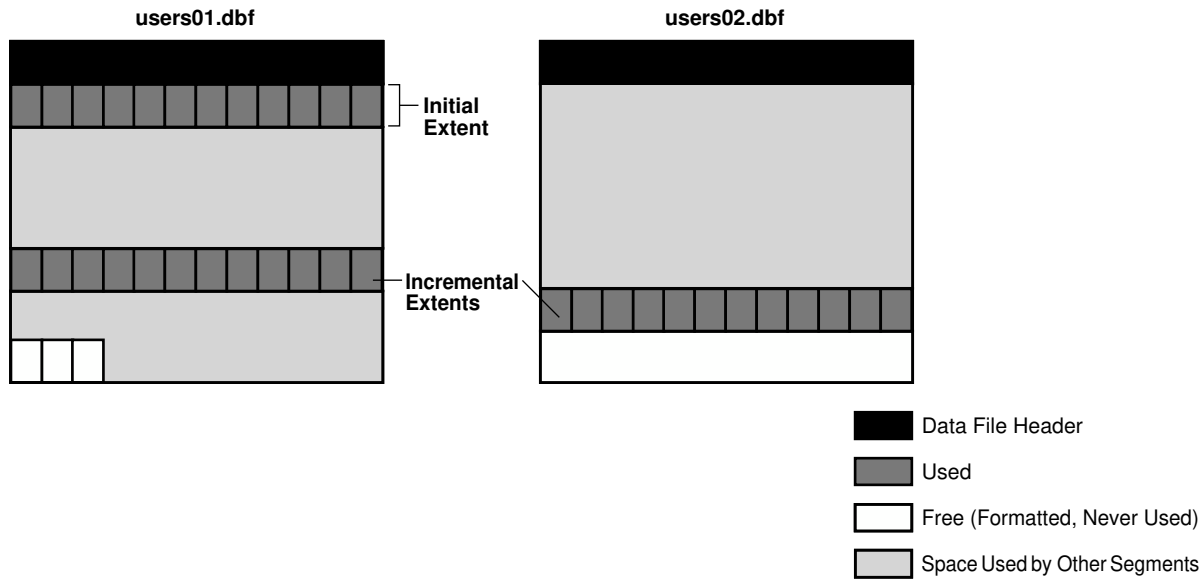 users01.dbf
users02.dbf
Initial
Extent
Incremental
Extents
Data File Header
Used
Free (Formatted, Never Used)
Space Used by Other Segments